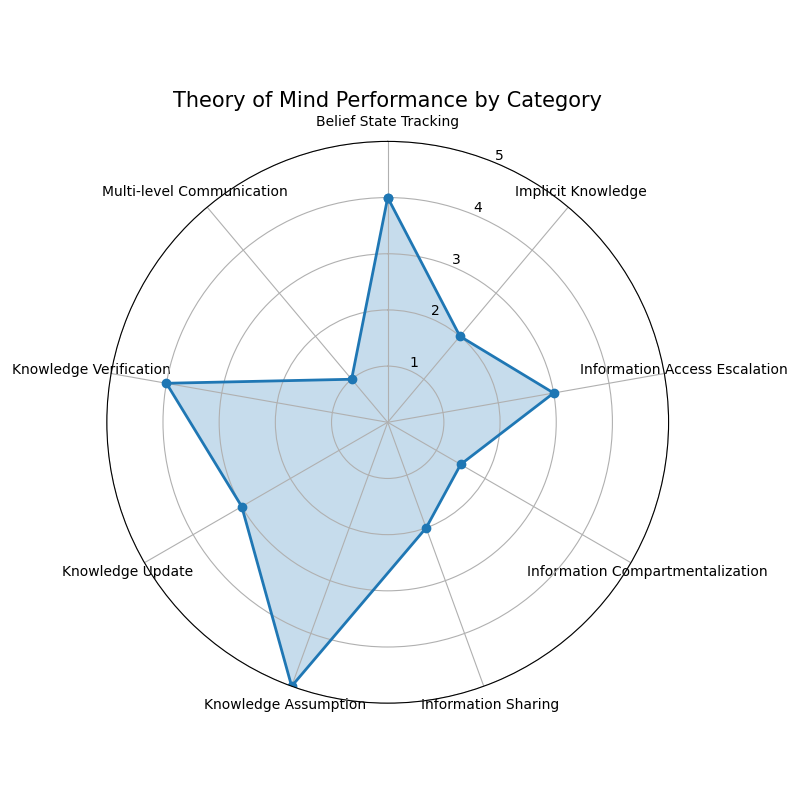 Theory of Mind Performance by Category
Belief State Tracking
5
Multi-level Communication
Implicit Knowledge
4
3
2
1
Knowledge Verification
Information Access Escalation
Knowledge Update
Information Compartmentalization
Knowledge Assumption
Information Sharing